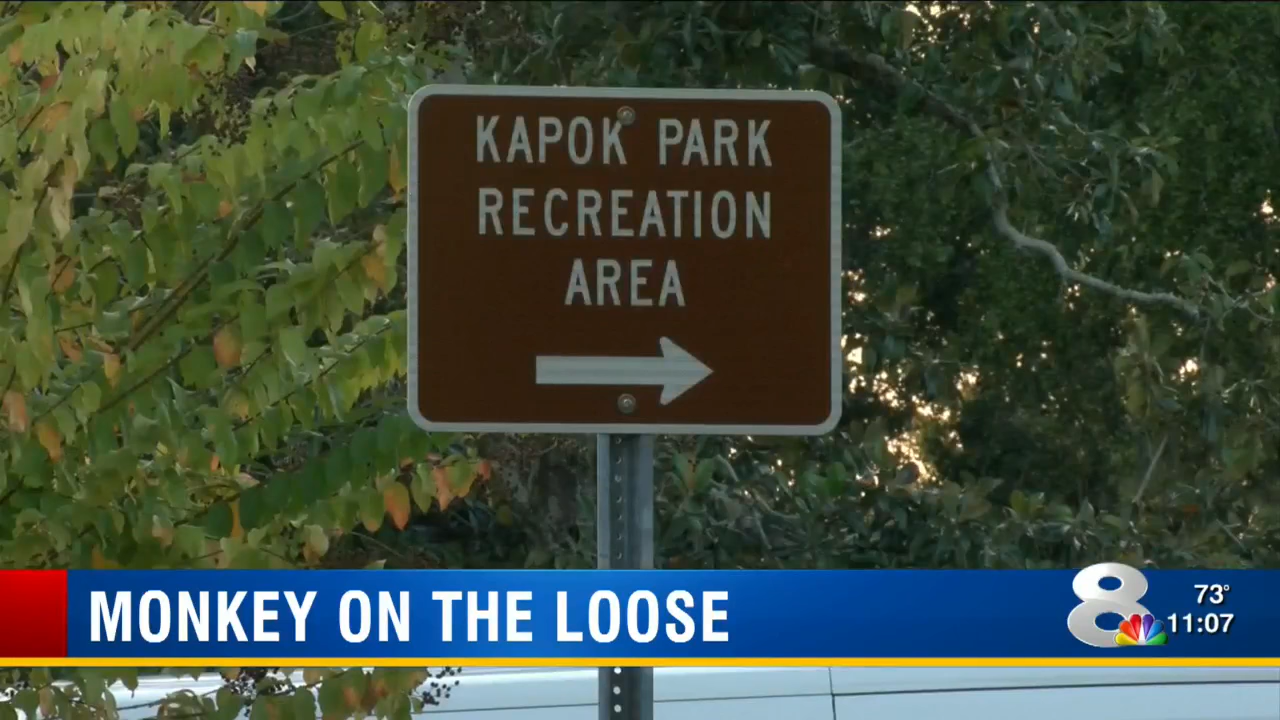 KAPOK PARK
RECREATION
AREA
MONKEY ON THE LOOSE
8
73°
11:07